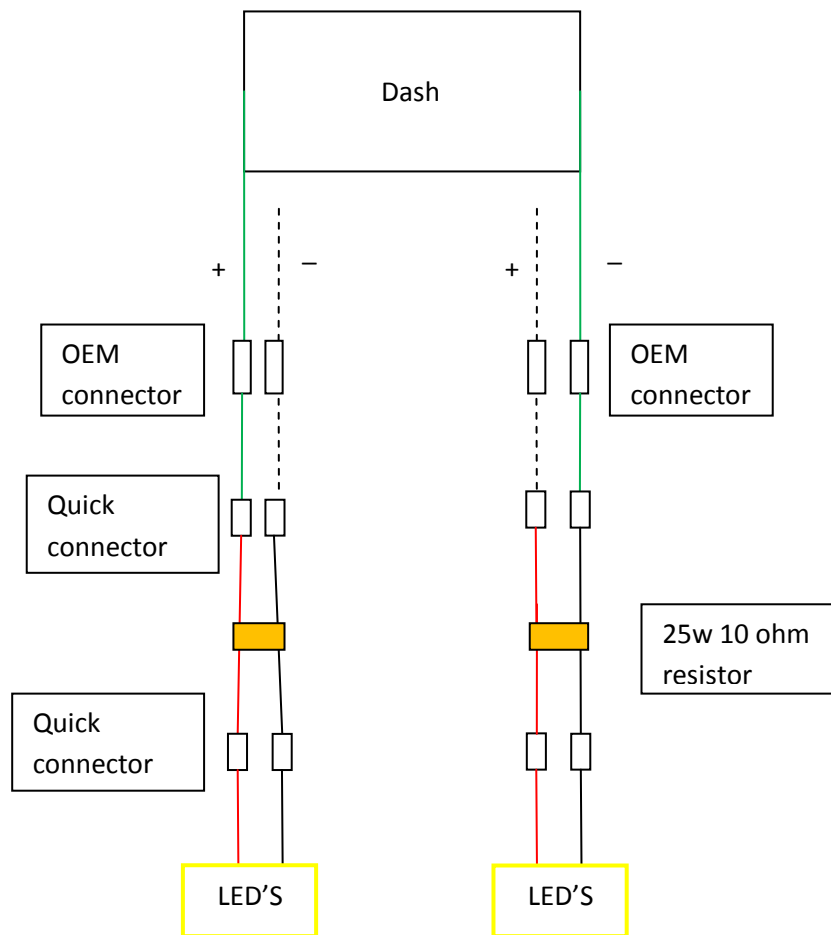 Dash
+
–
+
–
OEM
connector
OEM
connector
Quick
connector
25w 10 ohm
resistor
Quick
connector
LED’S
LED’S